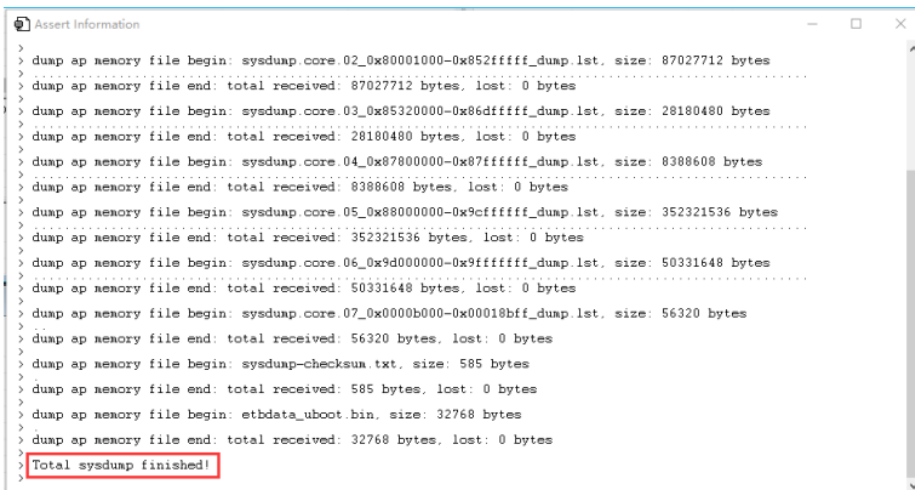 Assert Information
>
> dump ap memory file begin: sysdump.core.02_0x80001000-0x852fffff_dump.lst, size: 87027712 bytes
> ........................................................................
> dump ap memory file end: total received: 87027712 bytes, lost: 0 bytes
>
> dump ap memory file begin: sysdump.core.03_0x85320000-0x86dfffff_dump.lst, size: 28180480 bytes
> ........................................................................
> dump ap memory file end: total received: 28180480 bytes, lost: 0 bytes
>
> dump ap memory file begin: sysdump.core.04_0x87800000-0x87ffffff_dump.lst, size: 8388608 bytes
> ........................................................................
> dump ap memory file end: total received: 8388608 bytes, lost: 0 bytes
>
> dump ap memory file begin: sysdump.core.05_0x88000000-0x9cffffff_dump.lst, size: 352321536 bytes
> ........................................................................
> dump ap memory file end: total received: 352321536 bytes, lost: 0 bytes
>
> dump ap memory file begin: sysdump.core.06_0x9d000000-0x9fffffff_dump.lst, size: 50331648 bytes
> ........................................................................
> dump ap memory file end: total received: 50331648 bytes, lost: 0 bytes
>
> dump ap memory file begin: sysdump.core.07_0x0000b000-0x00018bff_dump.lst, size: 56320 bytes
> ..
> dump ap memory file end: total received: 56320 bytes, lost: 0 bytes
>
> dump ap memory file begin: sysdump-checksum.txt, size: 585 bytes
> .
> dump ap memory file end: total received: 585 bytes, lost: 0 bytes
>
> dump ap memory file begin: etbdata_uboot.bin, size: 32768 bytes
> .
> dump ap memory file end: total received: 32768 bytes, lost: 0 bytes
>
> Total sysdump finished!
>